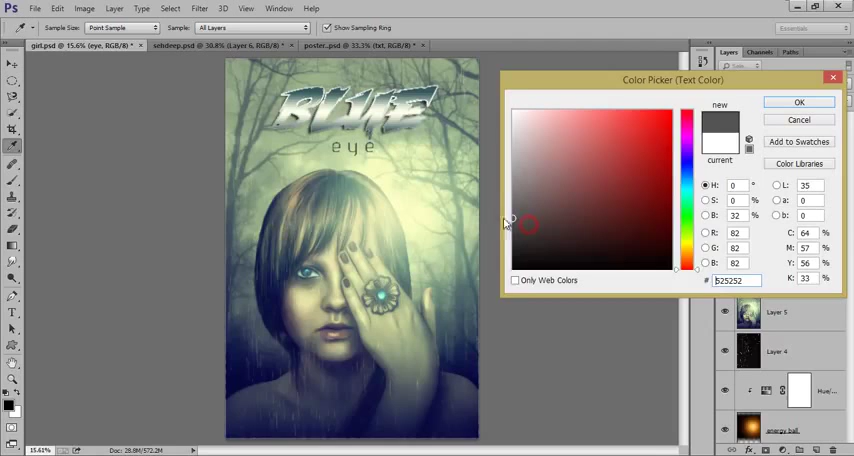 Ps File Edit Image Layer Type Select Filter 3D View Window Help
Sample Size: Point Sample Sample: All Layers Show Sampling Ring Essentials
girl.psd @ 15.6% (eye, RGB/8) * × sehdeep.psd @ 30.8% (Layer 6, RGB/8) * × poster.. @ 33.3% (txt, RGB/8) * ×
Layers Channels Paths
BLUE
eye
Color Picker (Text Color)
new
current
OK
Cancel
Add to Swatches
Color Libraries
H: 0 ° L: 35
S: 0 % a: 0
B: 32 % b: 0
R: 82 C: 64 %
G: 82 M: 57 %
B: 82 Y: 56 %
# 525252 K: 33 %
Only Web Colors
Layer 5
Layer 4
Hue/...
energy ball.
15.61% Doc: 28.8M/572.2M